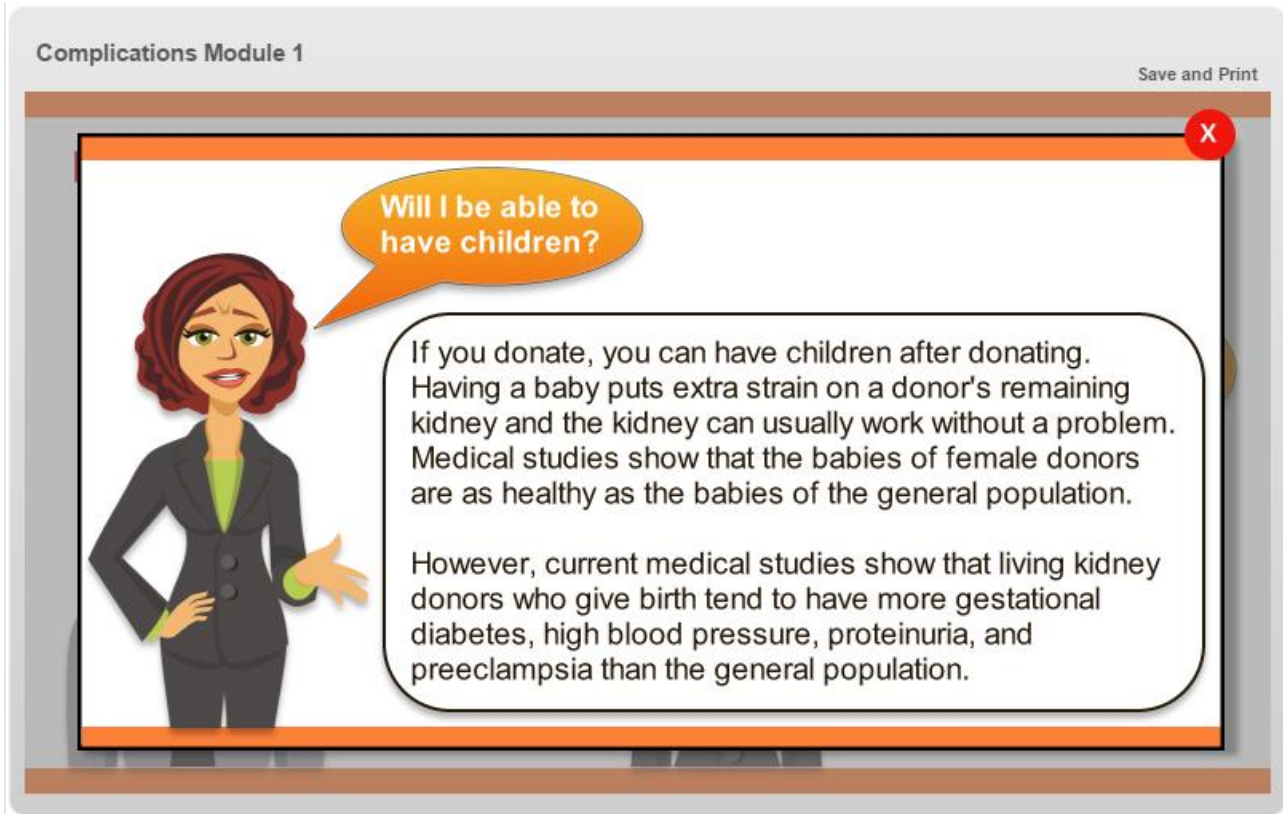 Complications Module 1
Save and Print
X
Will I be able to
have children?
If you donate, you can have children after donating.
Having a baby puts extra strain on a donor's remaining
kidney and the kidney can usually work without a problem.
Medical studies show that the babies of female donors
are as healthy as the babies of the general population.
However, current medical studies show that living kidney
donors who give birth tend to have more gestational
diabetes, high blood pressure, proteinuria, and
preeclampsia than the general population.